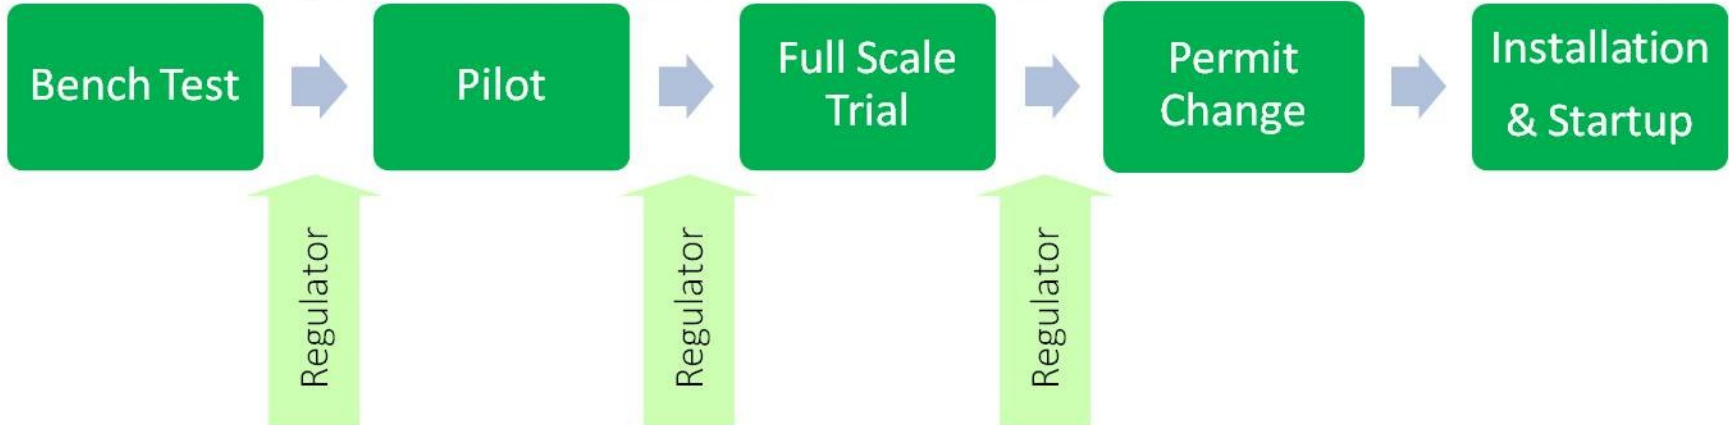 Bench Test
Pilot
Full Scale
Trial
Permit
Change
Installation
& Startup
Regulator
Regulator
Regulator